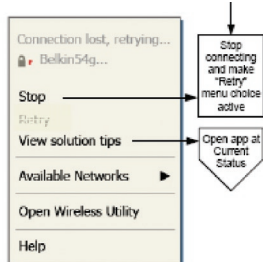 Connection lost, retrying...
Belkin54g...
Stop
Retry
View solution tips
Available Networks
Open Wireless Utility
Help
Stop
connecting
and make
"Retry"
menu choice
active
Open app at
Current
Status